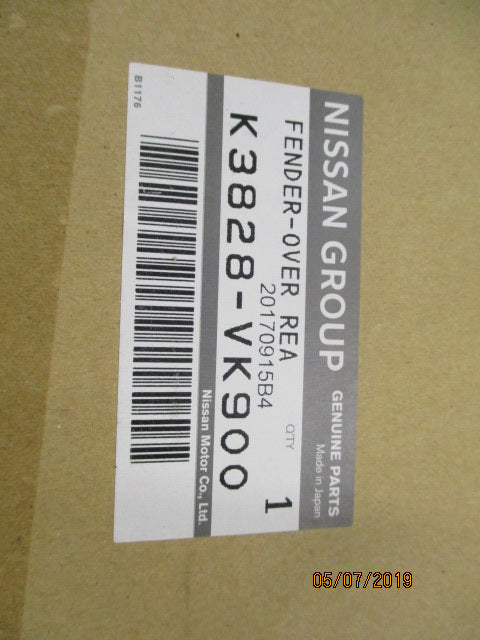 NISSAN GROUP GENUINE PARTS
Made in Japan
FENDER-OVER REA
20170915B4
QTY 1
K3828-VK900
Nissan Motor Co., Ltd.
B1176
05/07/2019